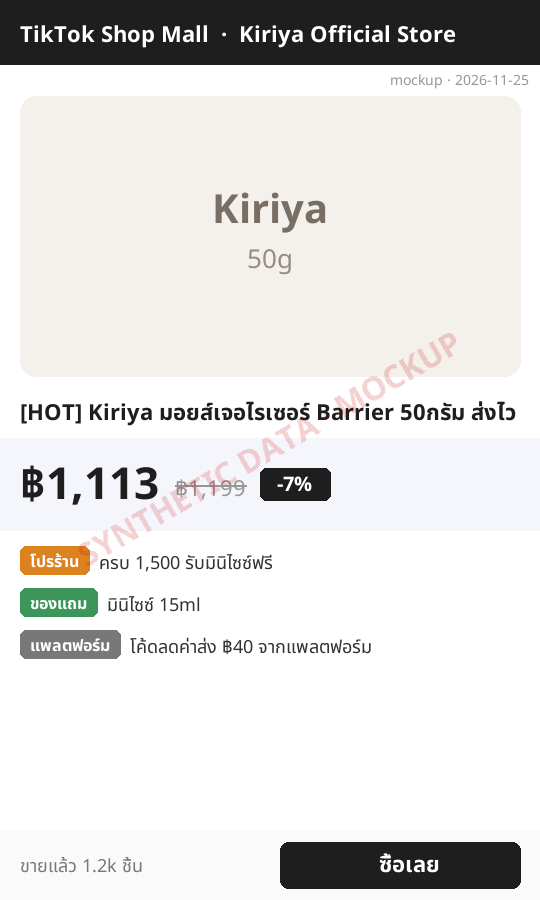 TikTok Shop Mall · Kiriya Official Store
mockup · 2026-11-25
Kiriya
50g
[HOT] Kiriya มอยส์เจอไรเซอร์ Barrier 50กรัม ส่งไว
฿1,113 ฿1,199 -7%
SYNTHETIC DATA · MOCKUP
โปรร้าน ครบ 1,500 รับมินิไซซ์ฟรี
ของแถม มินิไซซ์ 15ml
แพลตฟอร์ม โค้ดลดค่าส่ง ฿40 จากแพลตฟอร์ม
ขายแล้ว 1.2k ชิ้น
ซื้อเลย